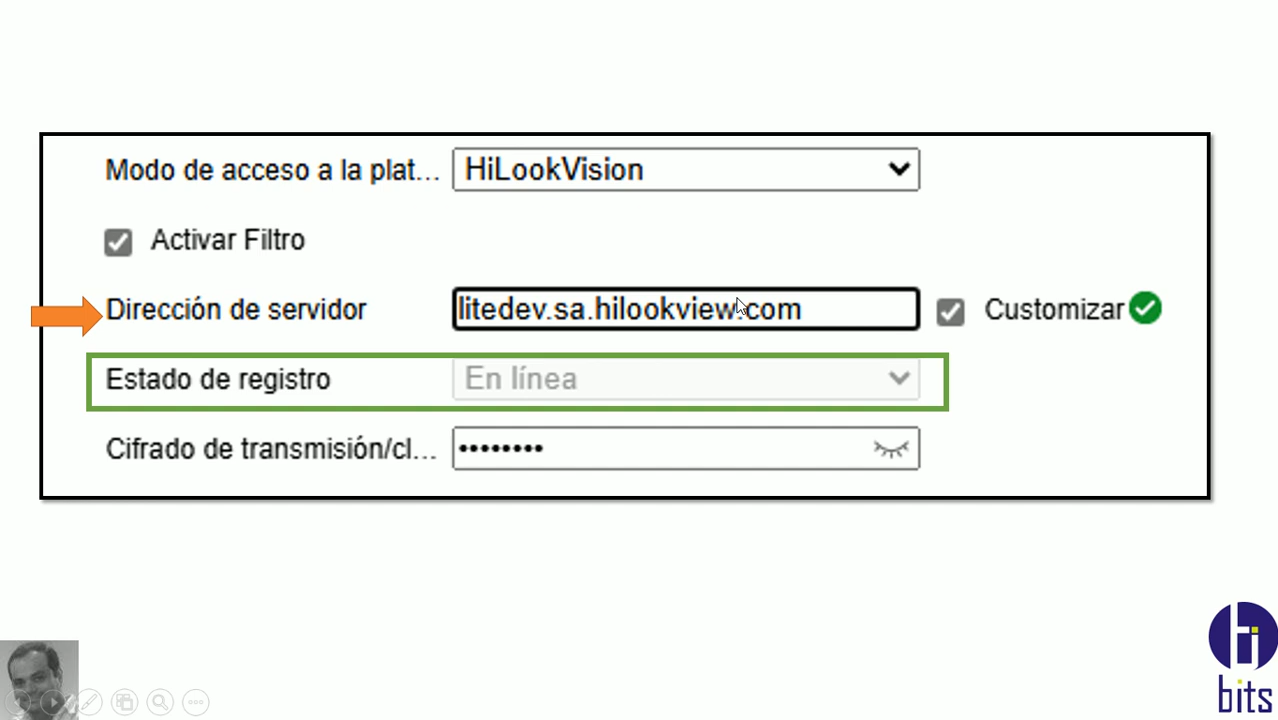 Modo de acceso a la plat... HiLookVision
Activar Filtro
Dirección de servidor litedev.sa.hilookview.com Customizar
Estado de registro En línea
Cifrado de transmisión/cl... ••••••••
hi
bits